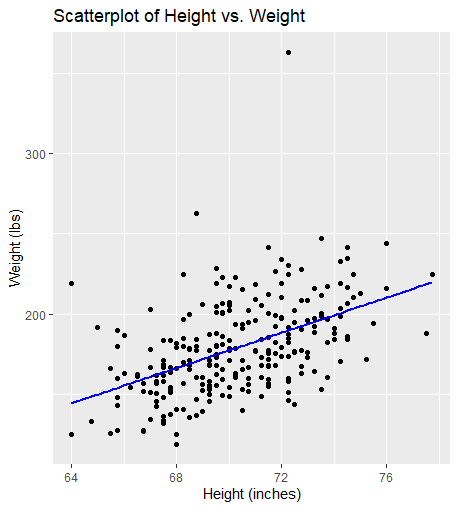 Scatterplot of Height vs. Weight
300
200
Weight (lbs)
64 68 72 76
Height (inches)